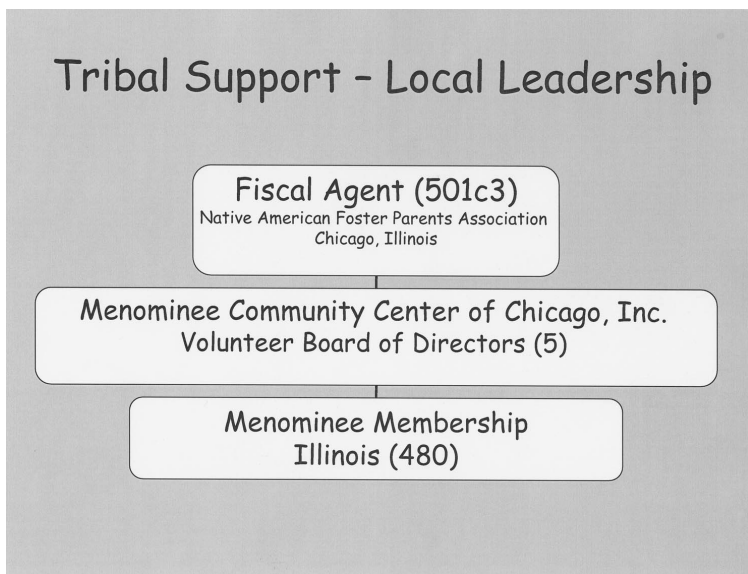 Tribal Support – Local Leadership
Fiscal Agent (501c3)
Native American Foster Parents Association
Chicago, Illinois
Menominee Community Center of Chicago, Inc.
Volunteer Board of Directors (5)
Menominee Membership
Illinois (480)